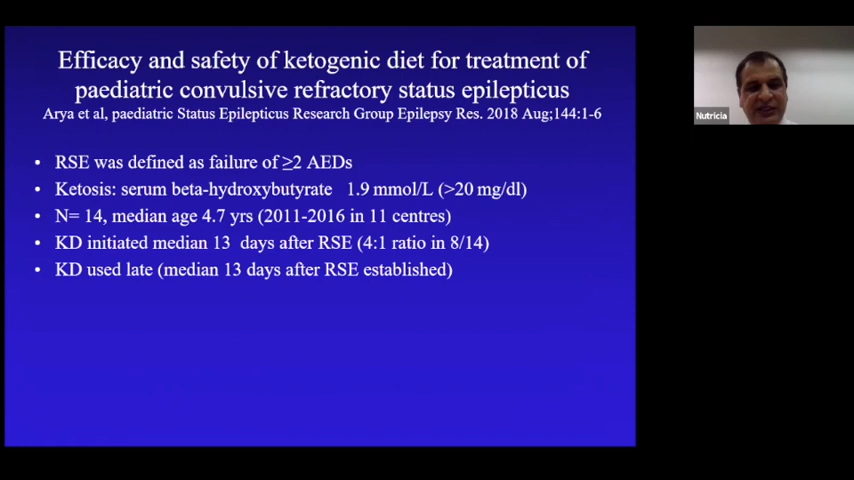 Efficacy and safety of ketogenic diet for treatment of
paediatric convulsive refractory status epilepticus
Arya et al, paediatric Status Epilepticus Research Group Epilepsy Res. 2018 Aug;144:1-6
• RSE was defined as failure of ≥2 AEDs
• Ketosis: serum beta-hydroxybutyrate 1.9 mmol/L (>20 mg/dl)
• N= 14, median age 4.7 yrs (2011-2016 in 11 centres)
• KD initiated median 13 days after RSE (4:1 ratio in 8/14)
• KD used late (median 13 days after RSE established)
Nutricia